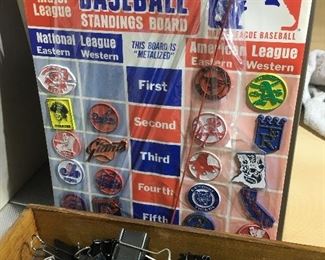 Major
League
BASEBALL
STANDINGS BOARD
LEAGUE BASEBALL
National League
Eastern Western
THIS BOARD IS
"METALIZED"
American League
Eastern Western
First
Second
Third
Giants
Fourth
Fifth